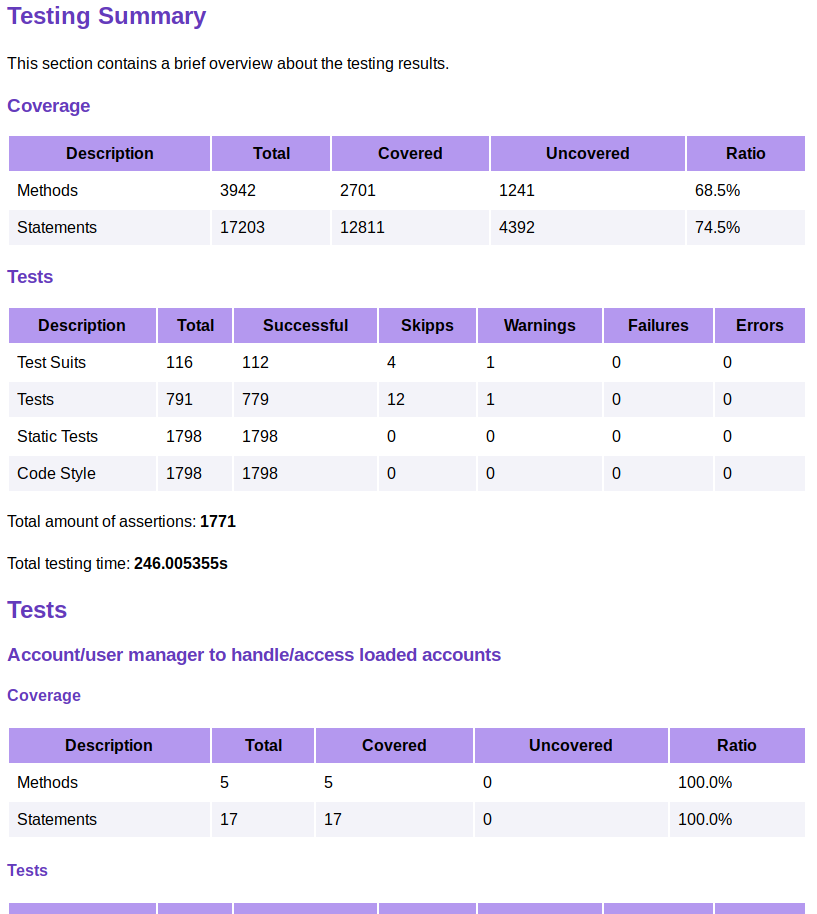 Testing Summary
This section contains a brief overview about the testing results.
Coverage
Description Total Covered Uncovered Ratio
Methods 3942 2701 1241 68.5%
Statements 17203 12811 4392 74.5%
Tests
Description Total Successful Skipps Warnings Failures Errors
Test Suits 116 112 4 1 0 0
Tests 791 779 12 1 0 0
Static Tests 1798 1798 0 0 0 0
Code Style 1798 1798 0 0 0 0
Total amount of assertions: 1771
Total testing time: 246.005355s
Tests
Account/user manager to handle/access loaded accounts
Coverage
Description Total Covered Uncovered Ratio
Methods 5 5 0 100.0%
Statements 17 17 0 100.0%
Tests